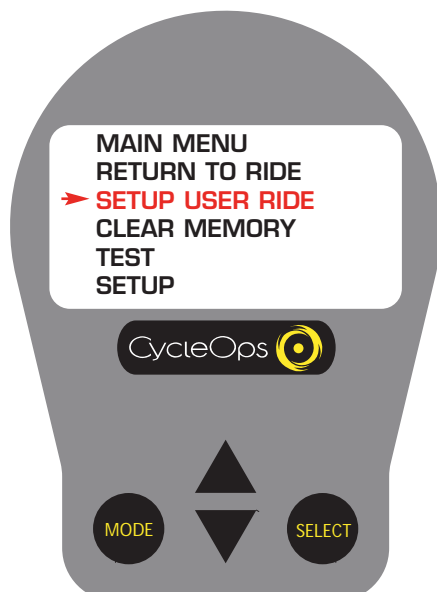 MAIN MENU
RETURN TO RIDE
SETUP USER RIDE
CLEAR MEMORY
TEST
SETUP
CycleOps
MODE
SELECT